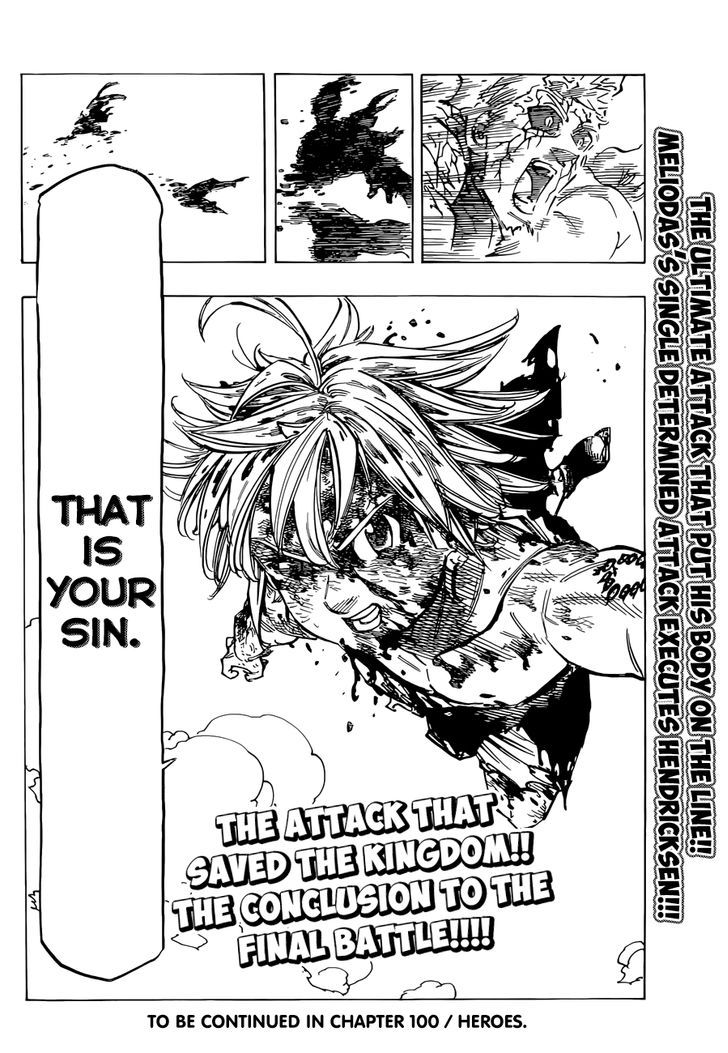 THE ULTIMATE ATTACK THAT PUT HIS BODY ON THE LINE!!
MELIODAS'S SINGLE DETERMINED ATTACK EXECUTES HENDRICKSEN!!!
THAT
IS
YOUR
SIN.
THE ATTACK THAT
SAVED THE KINGDOM!!
THE CONCLUSION TO THE
FINAL BATTLE!!!!
TO BE CONTINUED IN CHAPTER 100 / HEROES.